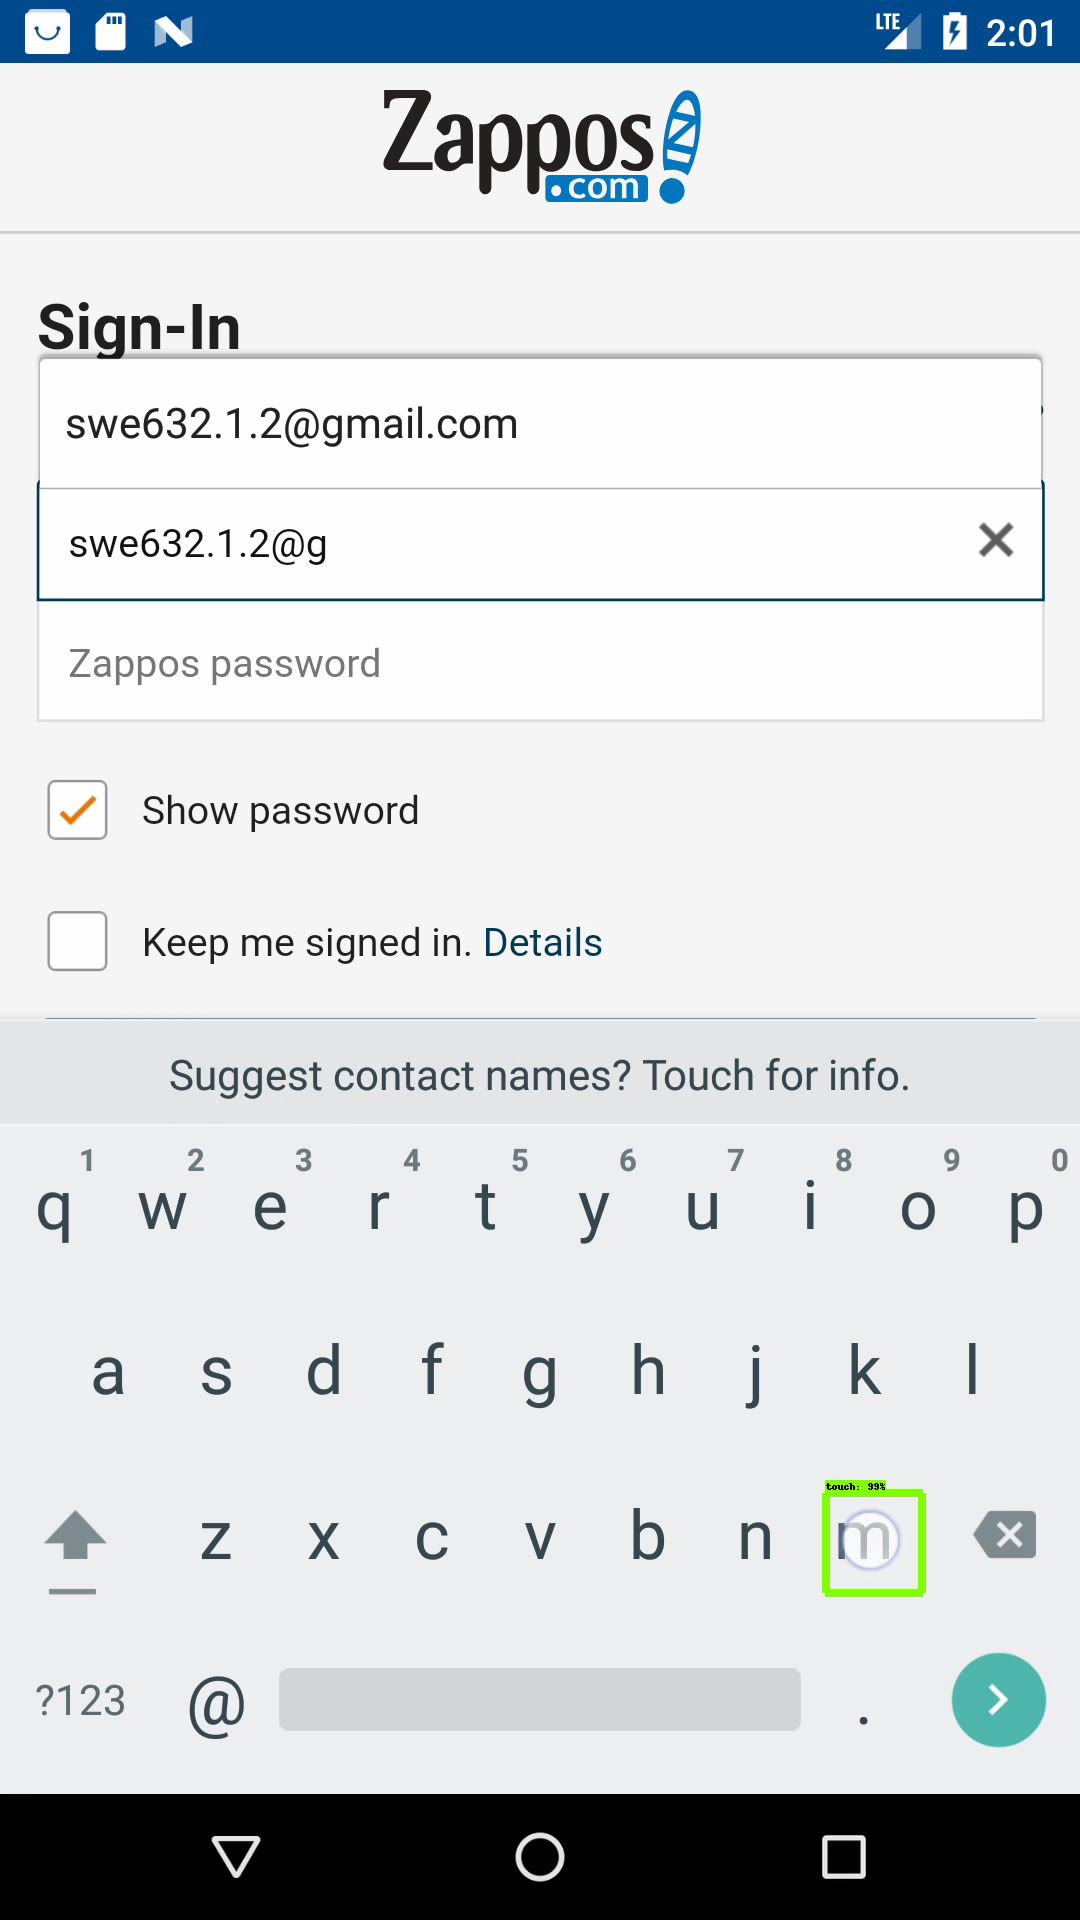 LTE 2:01
Zappos
.com
Sign-In
swe632.1.2@gmail.com
swe632.1.2@g
Zappos password
Show password
Keep me signed in. Details
Suggest contact names? Touch for info.
1 2 3 4 5 6 7 8 9 0
q w e r t y u i o p
a s d f g h j k l
touch: 99%
z x c v b n m
?123 @ .